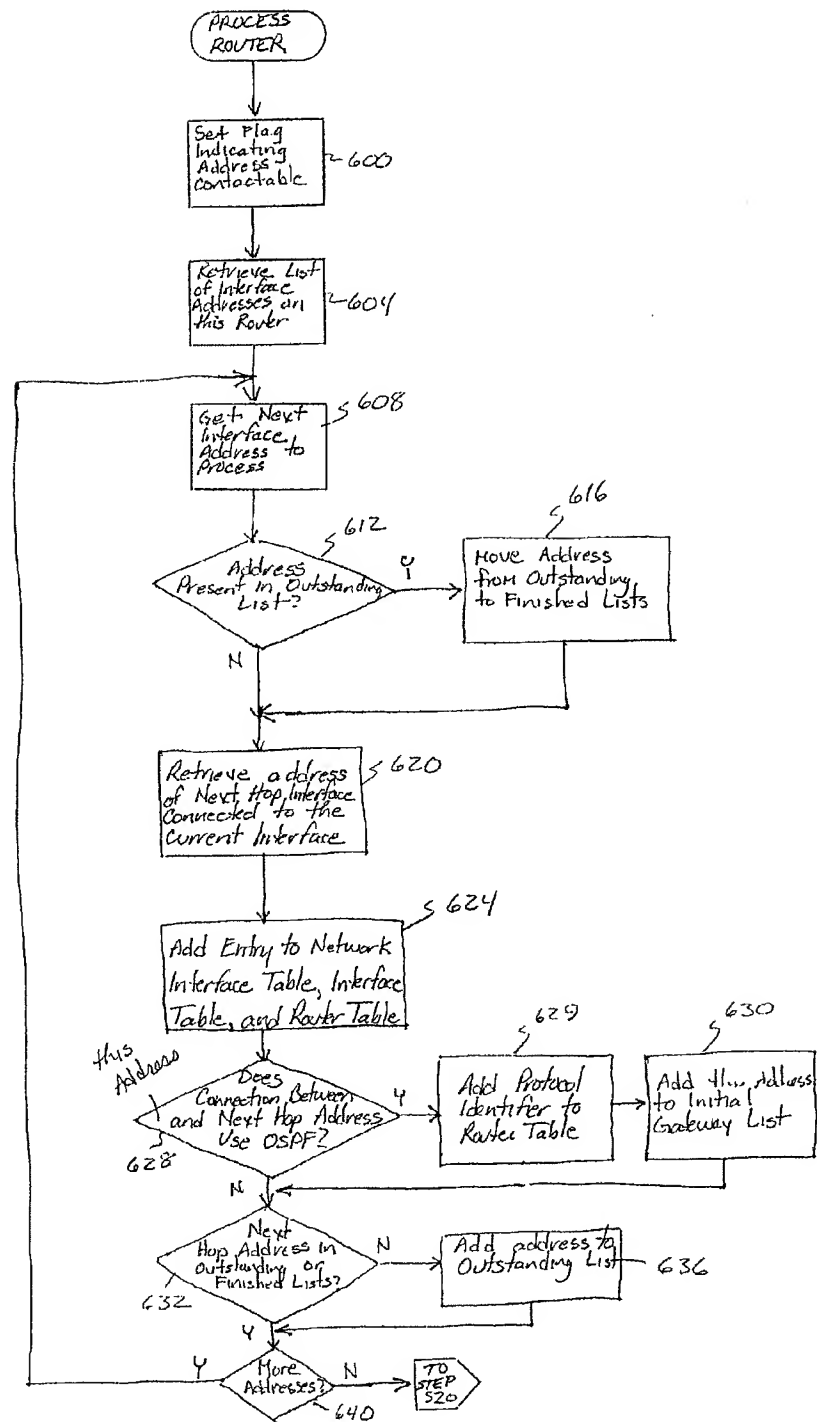 PROCESS
ROUTER
Set Flag
Indicating
Address
Contactable
600
Retrieve List
of Interface
Addresses on
this Router
604
Get Next
Interface
Address to
Process
608
612
Address
Present in Outstanding
List?
Y
N
616
Move Address
from Outstanding
to Finished Lists
Retrieve address
of Next Hop Interface
Connected to the
Current Interface
620
624
Add Entry to Network
Interface Table, Interface
Table, and Router Table
this
Address
Does
Connection Between
and Next Hop Address
Use OSPF?
628
Y
N
629
Add Protocol
Identifer to
Router Table
630
Add Address
to Initial
Gateway List
Next
Hop Address in
Outstanding or
Finished Lists?
632
N
Y
Add address to
Outstanding List
636
More
Addresses?
640
Y
N
TO
STEP
520